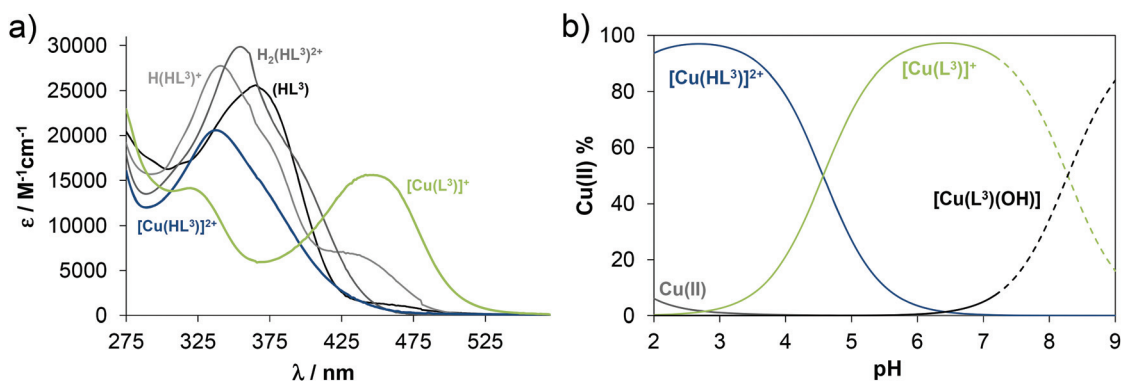 a)
30000
25000
20000
15000
10000
5000
0
ε / M⁻¹cm⁻¹
275
325
375
425
475
525
λ / nm
H₂(HL³)²⁺
H(HL³)⁺
(HL³)
[Cu(L³)]⁺
[Cu(HL³)]²⁺
b)
100
80
60
40
20
0
Cu(II) %
2
3
4
5
6
7
8
9
pH
[Cu(HL³)]²⁺
[Cu(L³)]⁺
[Cu(L³)(OH)]
Cu(II)